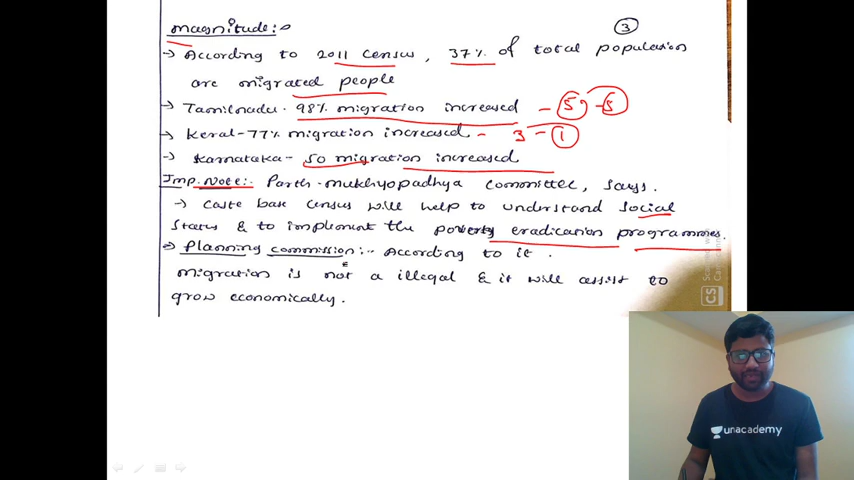 magnitude:-
3
→ According to 2011 Census, 37% of total population
are migrated people
→ Tamilnadu - 98% migration increased - 5, -5
→ Keral-77% migration increased - 3 - 1
→ Karnataka - 50 migration increased
Imp. Note:- Parth-mukhyopadhya committee, says.
→ Caste base Census will help to understand social
status & to implement the poverty eradication programmes.
→ Planning commission:- According to it.
migration is not a illegal & it will assist to
grow economically.
CS
unacademy